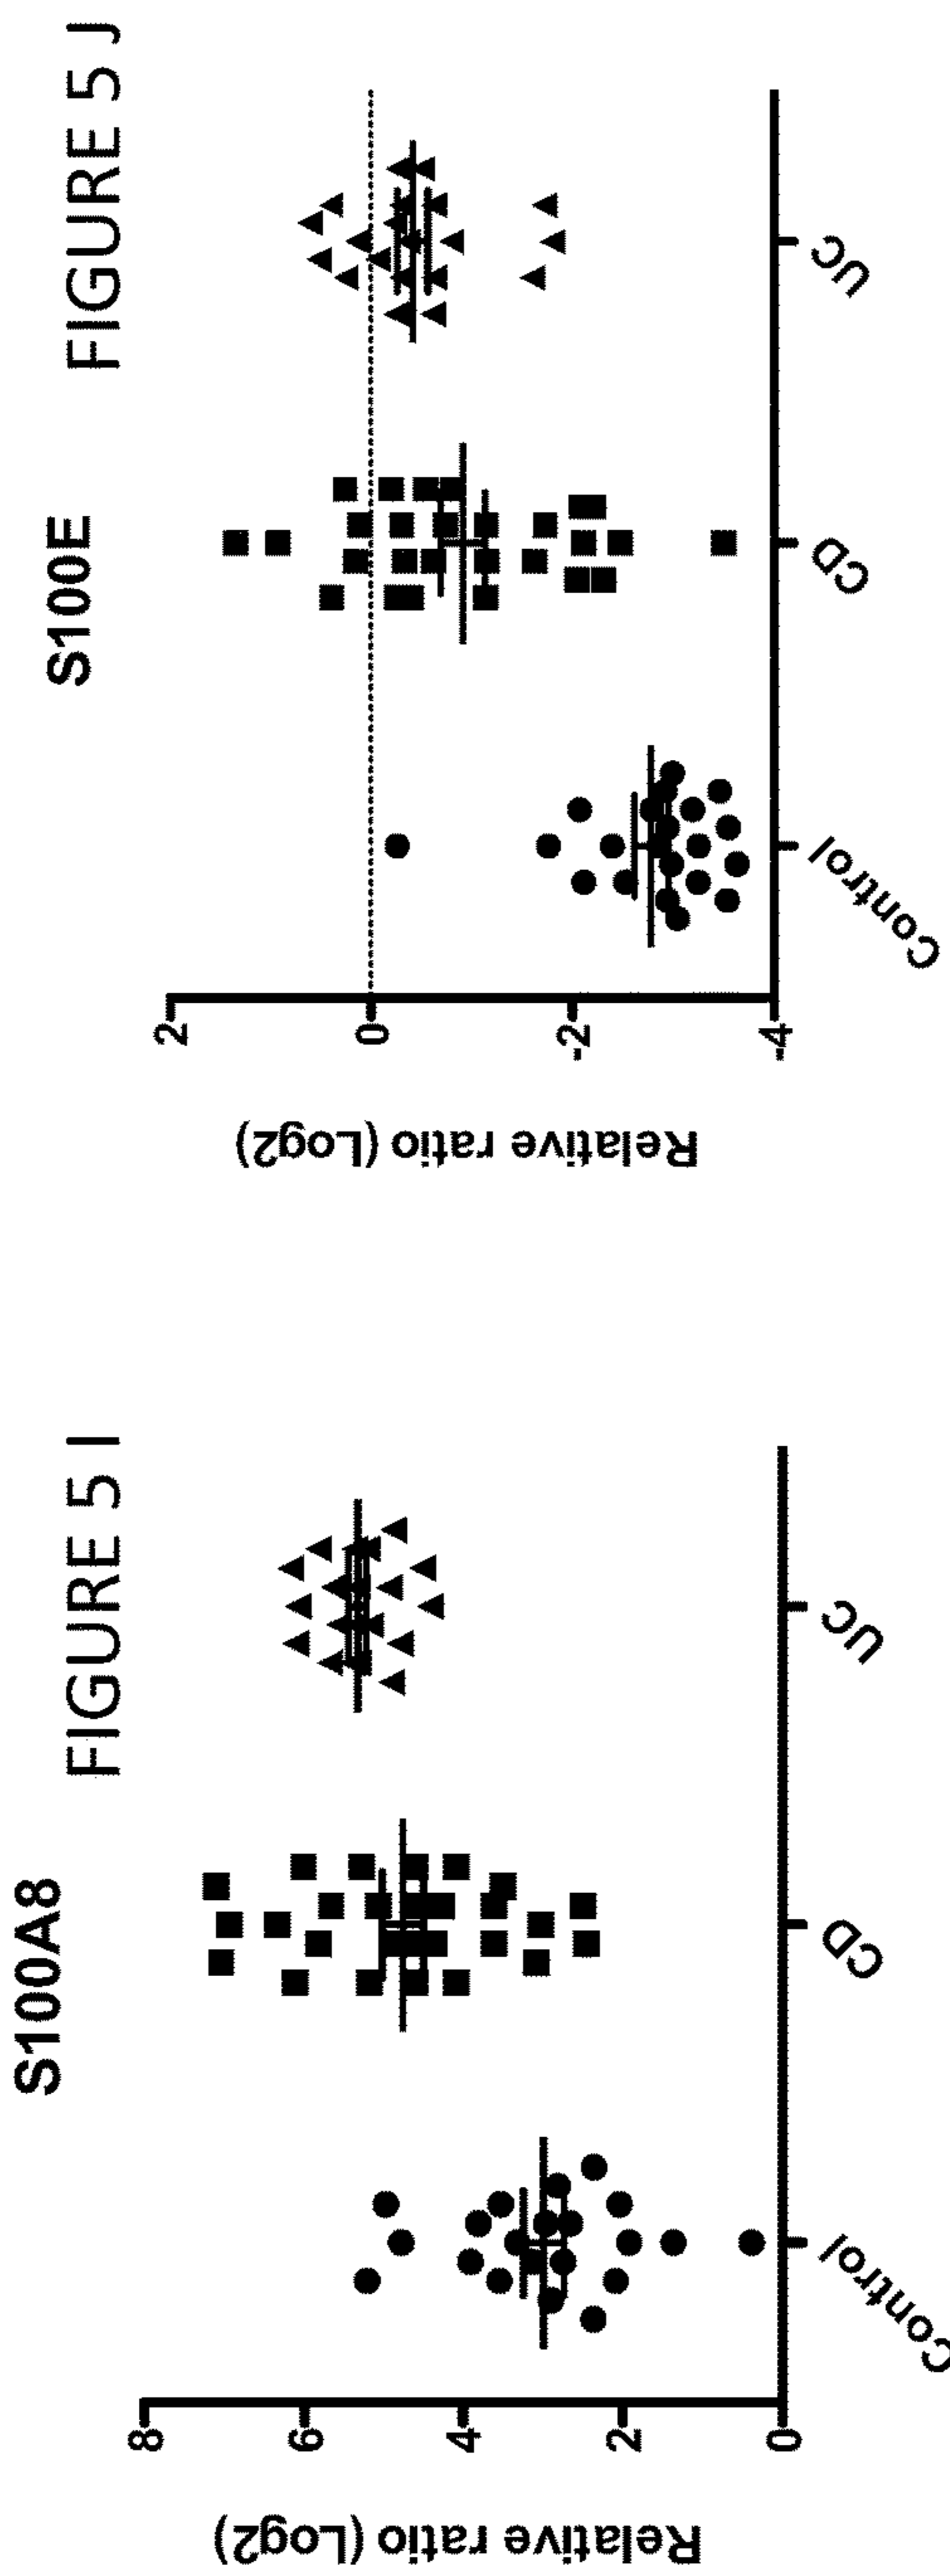 FIGURE 5 I
S100A8
Relative ratio (Log2)
8
6
4
2
0
Control
CD
UC
FIGURE 5 J
S100E
Relative ratio (Log2)
2
0
-2
-4
Control
CD
UC